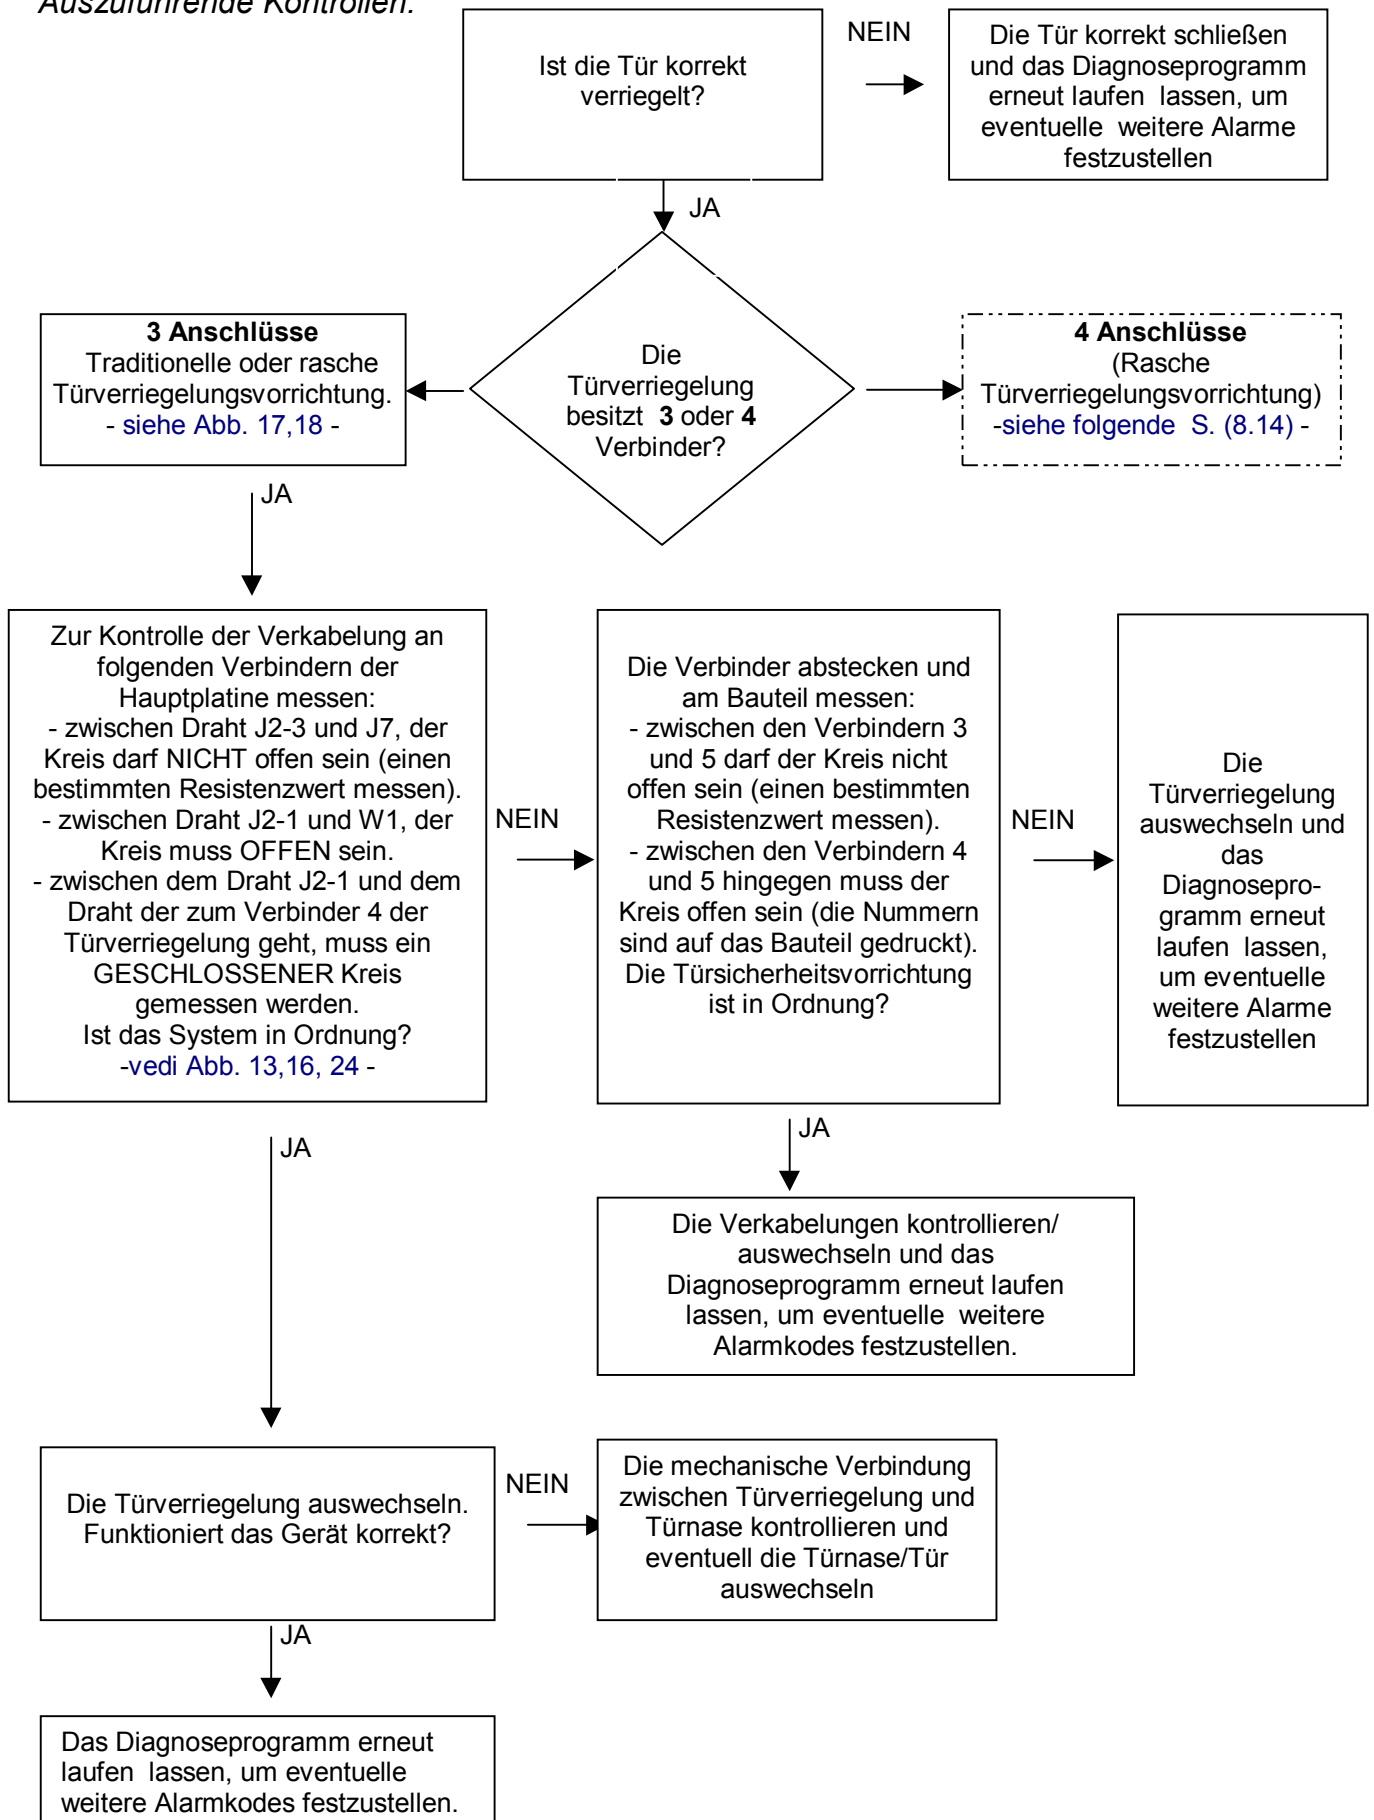 Auszuführende Kontrollen:
Ist die Tür korrekt
verriegelt?
NEIN
Die Tür korrekt schließen
und das Diagnoseprogramm
erneut laufen lassen, um
eventuelle weitere Alarme
festzustellen
JA
3 Anschlüsse
Traditionelle oder rasche
Türverriegelungsvorrichtung.
- siehe Abb. 17,18 -
Die
Türverriegelung
besitzt 3 oder 4
Verbinder?
4 Anschlüsse
(Rasche
Türverriegelungsvorrichtung)
-siehe folgende S. (8.14) -
JA
Zur Kontrolle der Verkabelung an
folgenden Verbindern der
Hauptplatine messen:
- zwischen Draht J2-3 und J7, der
Kreis darf NICHT offen sein (einen
bestimmten Resistenzwert messen).
- zwischen Draht J2-1 und W1, der
Kreis muss OFFEN sein.
- zwischen dem Draht J2-1 und dem
Draht der zum Verbinder 4 der
Türverriegelung geht, muss ein
GESCHLOSSENER Kreis
gemessen werden.
Ist das System in Ordnung?
-vedi Abb. 13,16, 24 -
NEIN
Die Verbinder abstecken und
am Bauteil messen:
- zwischen den Verbindern 3
und 5 darf der Kreis nicht
offen sein (einen bestimmten
Resistenzwert messen).
- zwischen den Verbindern 4
und 5 hingegen muss der
Kreis offen sein (die Nummern
sind auf das Bauteil gedruckt).
Die Türsicherheitsvorrichtung
ist in Ordnung?
NEIN
Die
Türverriegelung
auswechseln und
das
Diagnosepro-
gramm erneut
laufen lassen,
um eventuelle
weitere Alarme
festzustellen
JA
JA
Die Verkabelungen kontrollieren/
auswechseln und das
Diagnoseprogramm erneut laufen
lassen, um eventuelle weitere
Alarmkodes festzustellen.
Die Türverriegelung auswechseln.
Funktioniert das Gerät korrekt?
NEIN
Die mechanische Verbindung
zwischen Türverriegelung und
Türnase kontrollieren und
eventuell die Türnase/Tür
auswechseln
JA
Das Diagnoseprogramm erneut
laufen lassen, um eventuelle
weitere Alarmkodes festzustellen.